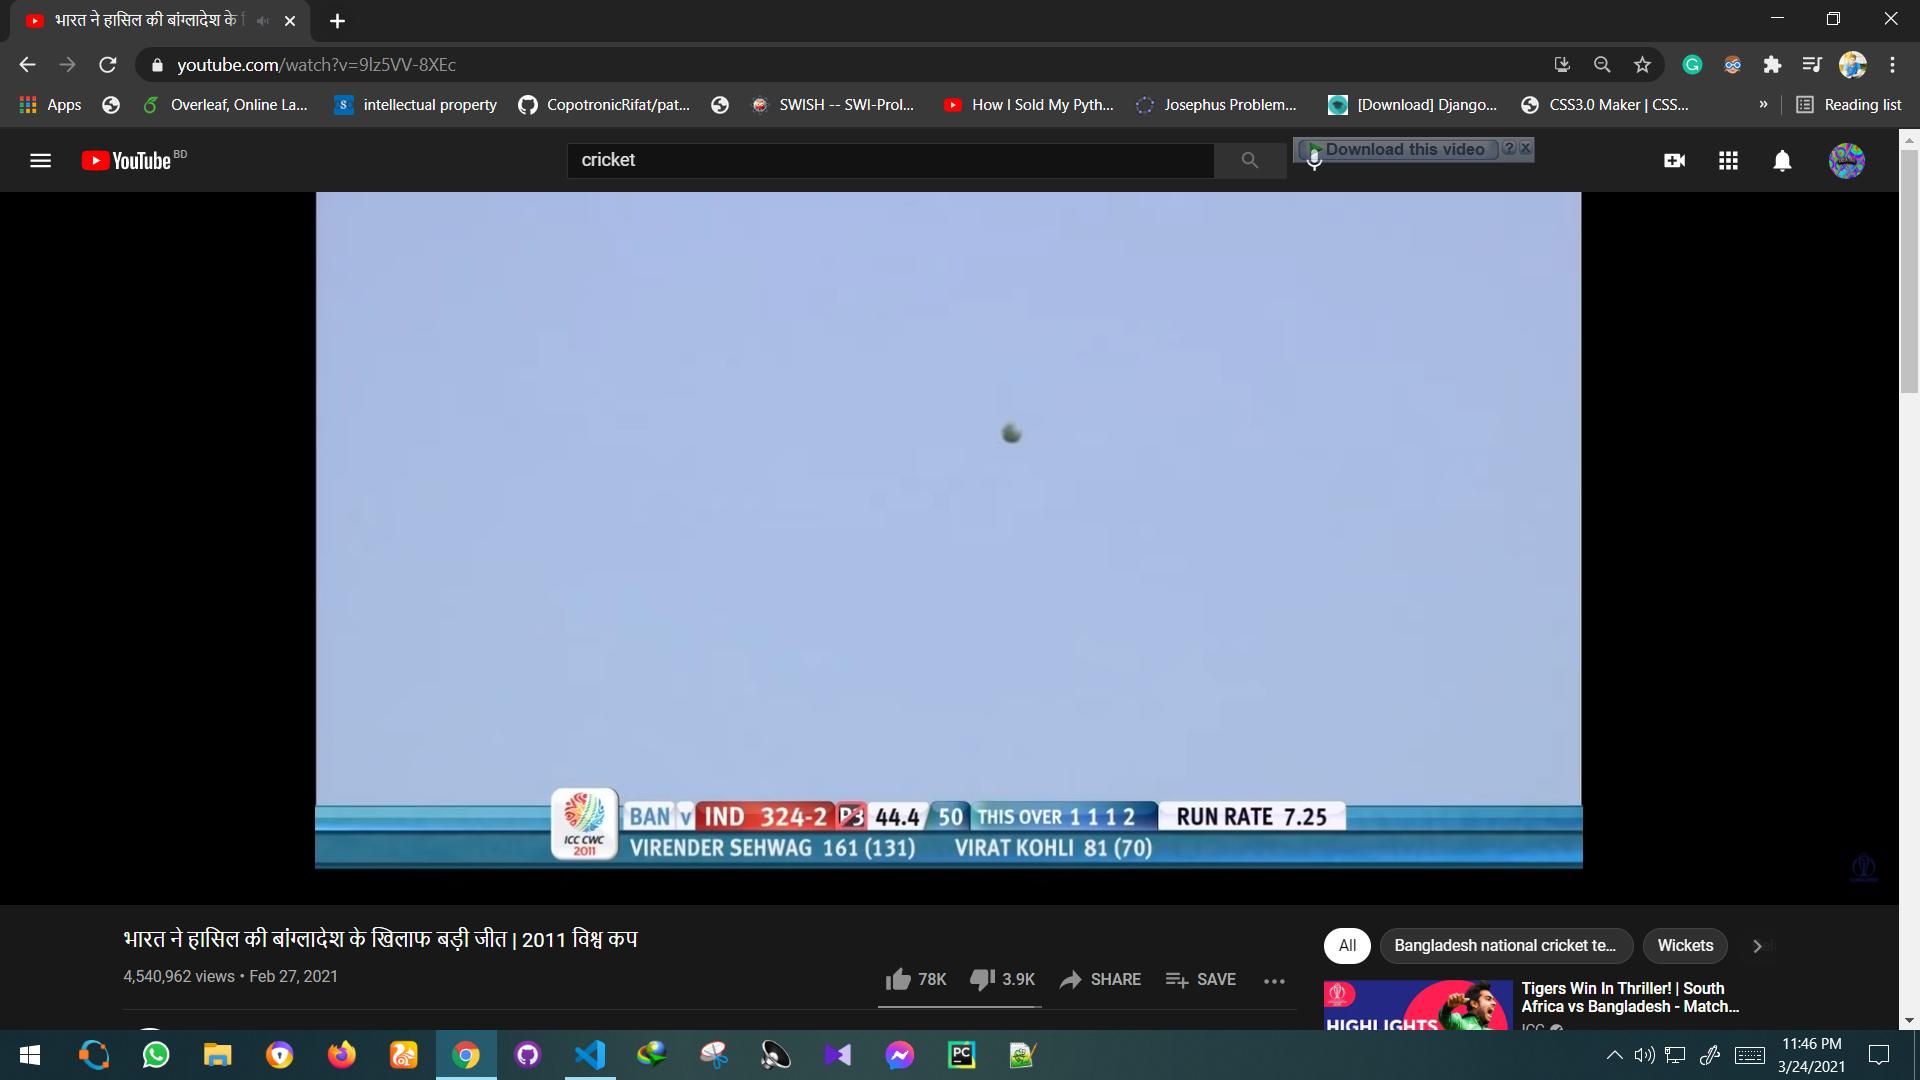 भारत ने हासिल की बांग्लादेश के
youtube.com/watch?v=9lz5VV-8XEc
Apps Overleaf, Online La... intellectual property CopotronicRifat/pat... SWISH -- SWI-Prol... How I Sold My Pyth... Josephus Problem... [Download] Django... CSS3.0 Maker | CSS... » Reading list
YouTube BD cricket Download this video ? X
BAN v IND 324-2 P3 44.4 50 THIS OVER 1 1 1 2 RUN RATE 7.25
ICC CWC
2011
VIRENDER SEHWAG 161 (131) VIRAT KOHLI 81 (70)
भारत ने हासिल की बांग्लादेश के खिलाफ बड़ी जीत | 2011 विश्व कप
4,540,962 views • Feb 27, 2021
78K 3.9K SHARE SAVE
All Bangladesh national cricket te... Wickets
HIGHLIGHTS
Tigers Win In Thriller! | South
Africa vs Bangladesh - Match...
ICC
PC
11:46 PM
3/24/2021